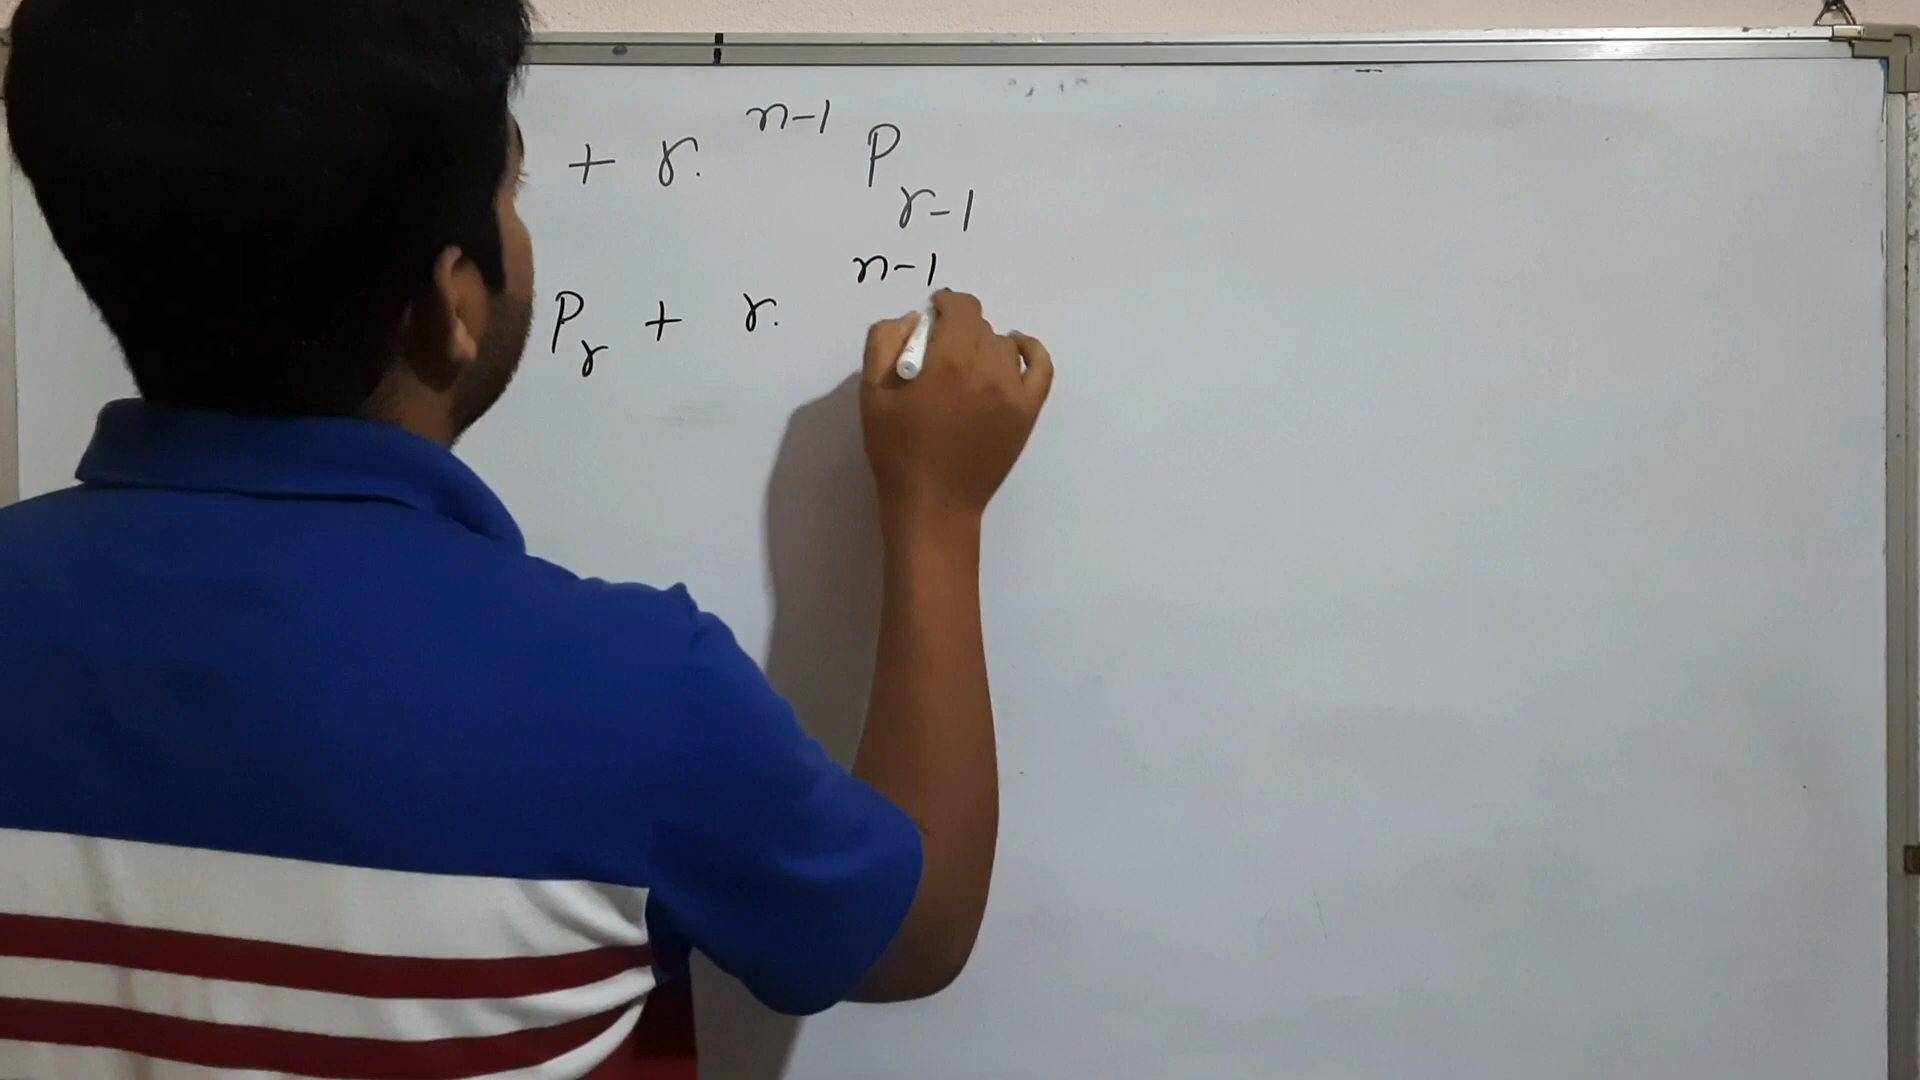 + r. ⁿ⁻¹P_{r-1}
P_r + r. ⁿ⁻¹